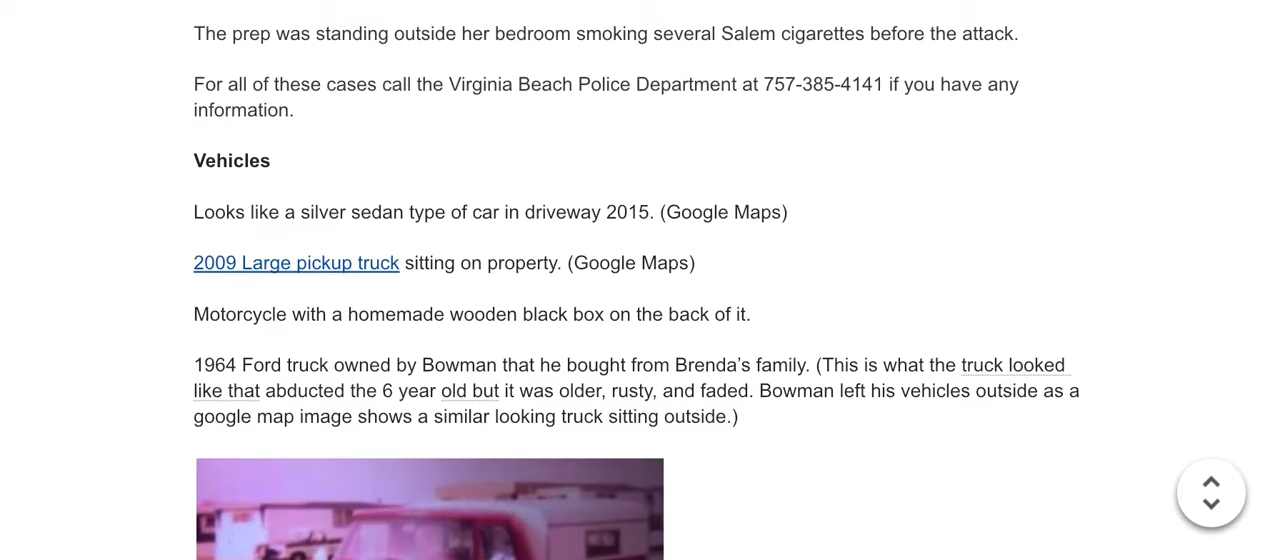 The prep was standing outside her bedroom smoking several Salem cigarettes before the attack.
For all of these cases call the Virginia Beach Police Department at 757-385-4141 if you have any
information.
Vehicles
Looks like a silver sedan type of car in driveway 2015. (Google Maps)
2009 Large pickup truck sitting on property. (Google Maps)
Motorcycle with a homemade wooden black box on the back of it.
1964 Ford truck owned by Bowman that he bought from Brenda’s family. (This is what the truck looked
like that abducted the 6 year old but it was older, rusty, and faded. Bowman left his vehicles outside as a
google map image shows a similar looking truck sitting outside.)